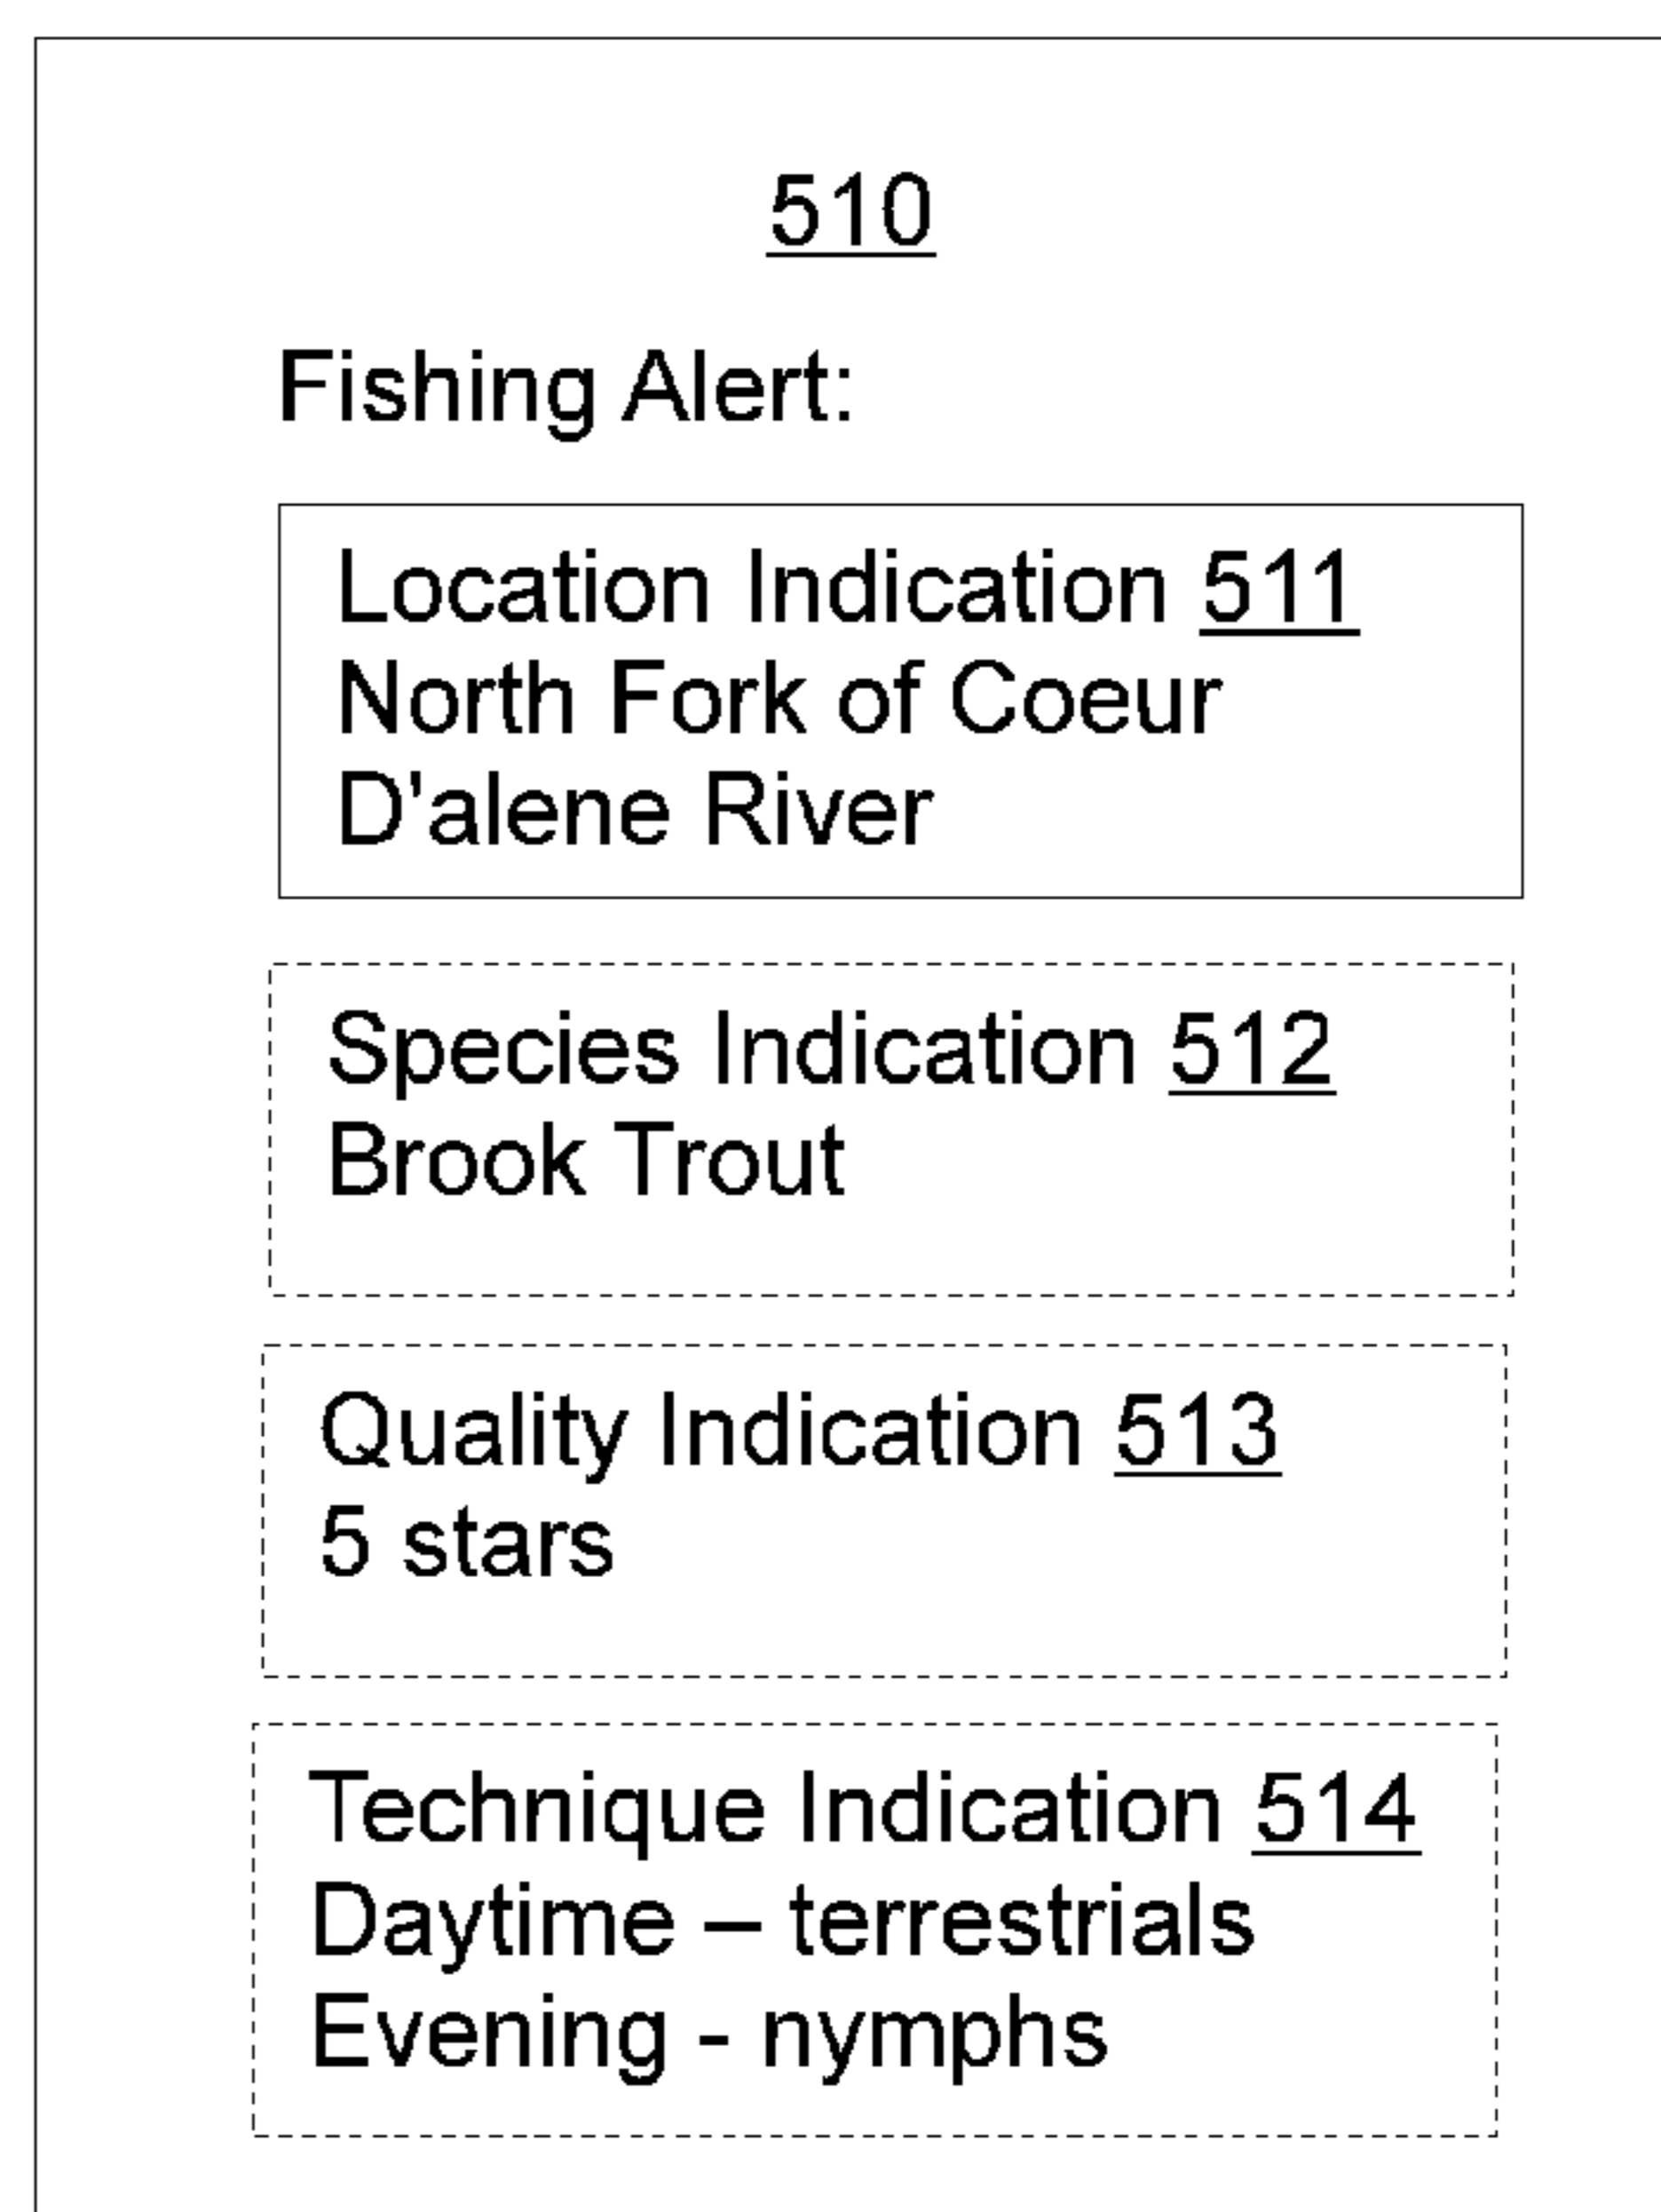 510
Fishing Alert:
Location Indication 511
North Fork of Coeur
D'alene River
Species Indication 512
Brook Trout
Quality Indication 513
5 stars
Technique Indication 514
Daytime – terrestrials
Evening - nymphs